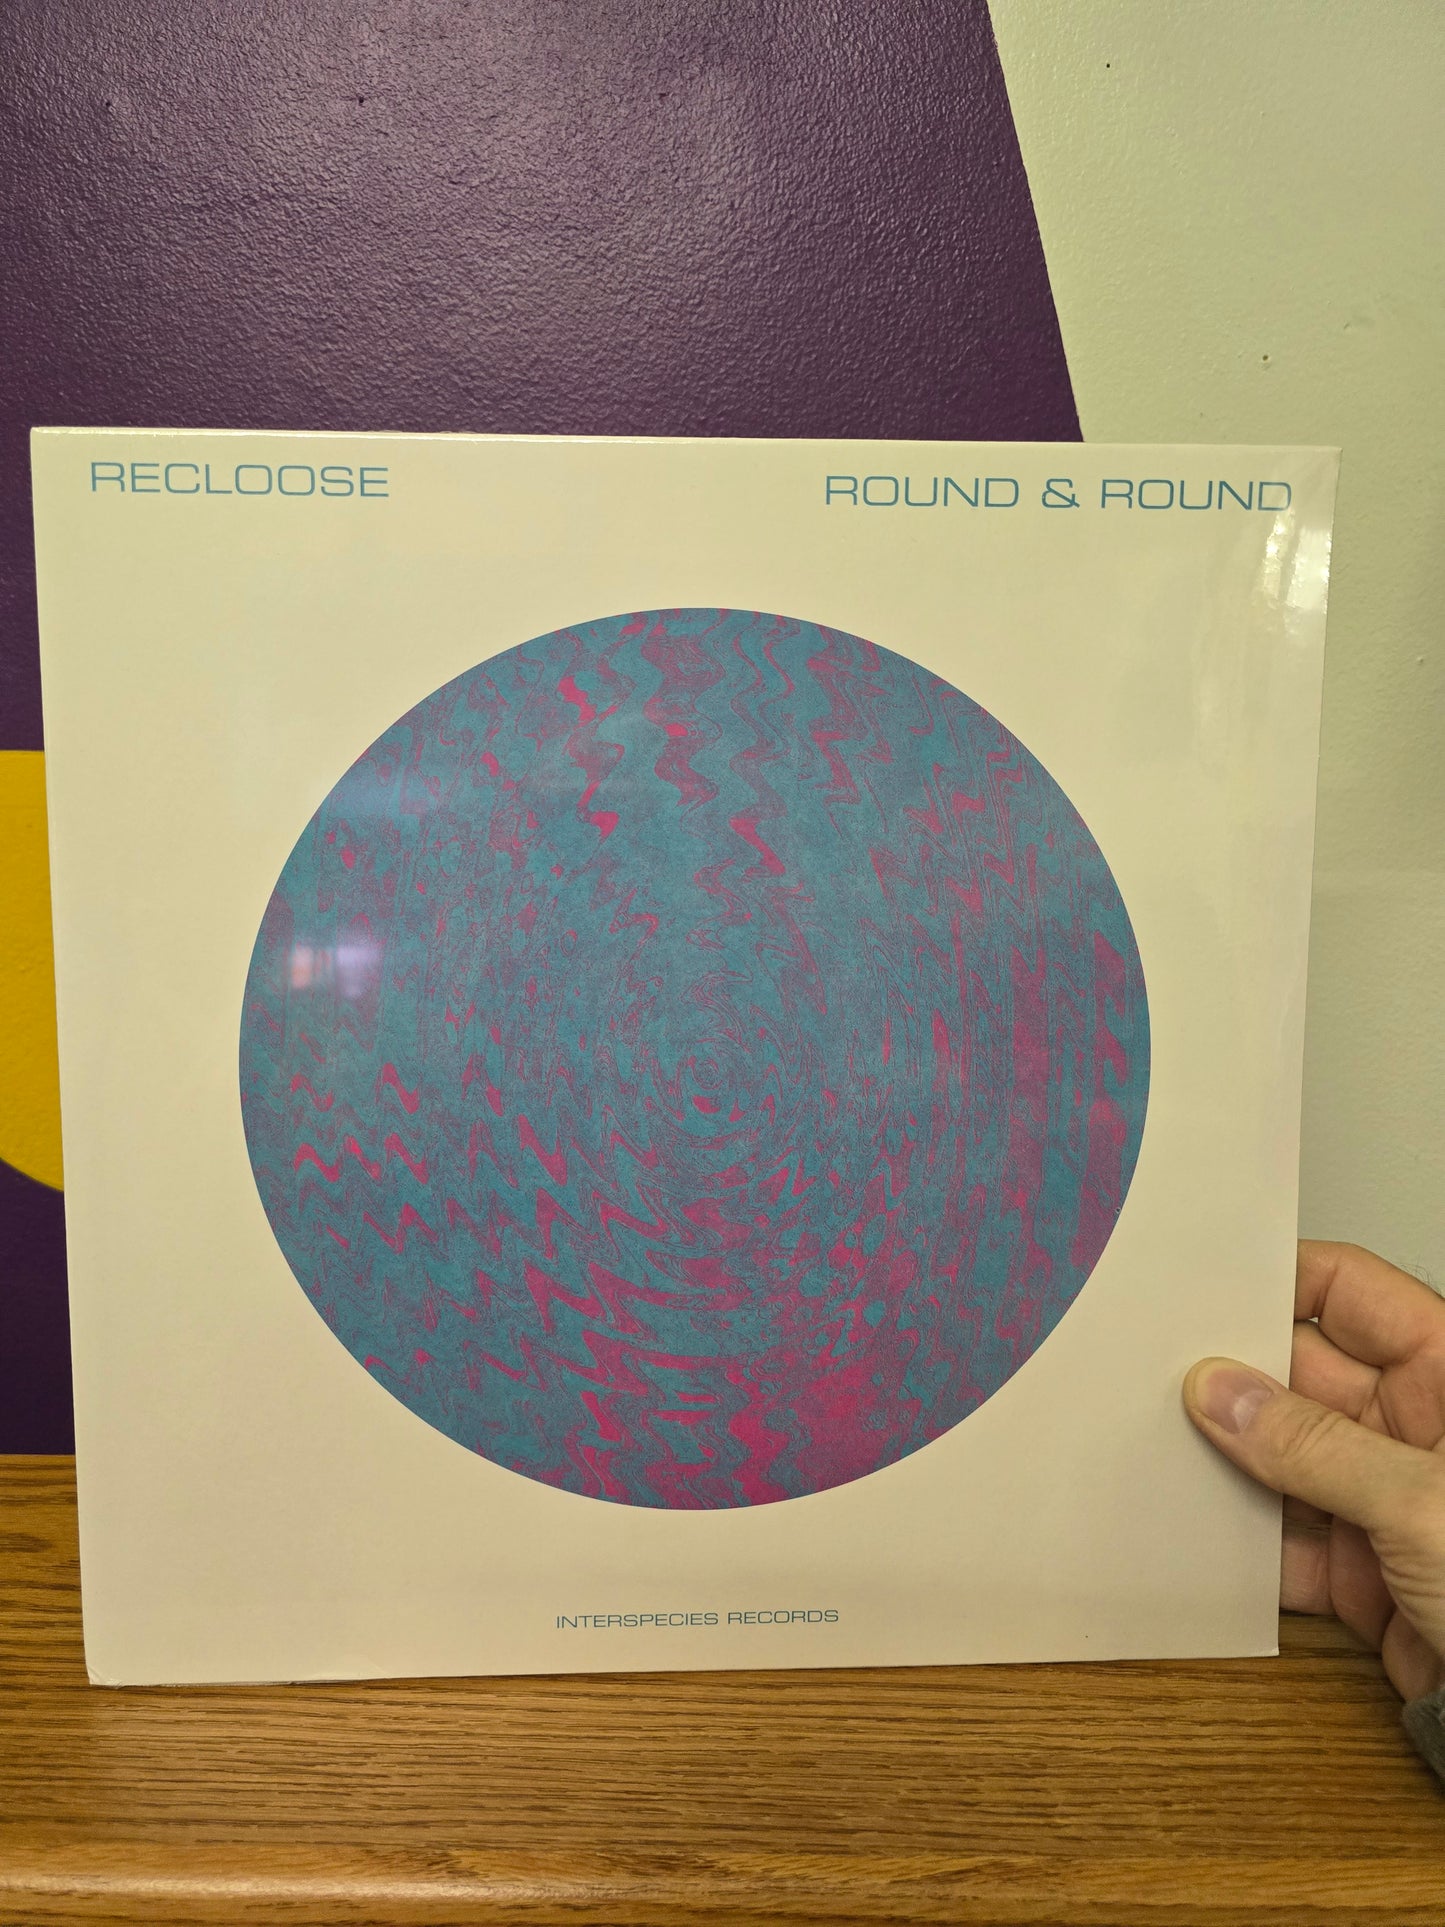 RECLOOSE
ROUND & ROUND
INTERSPECIES RECORDS